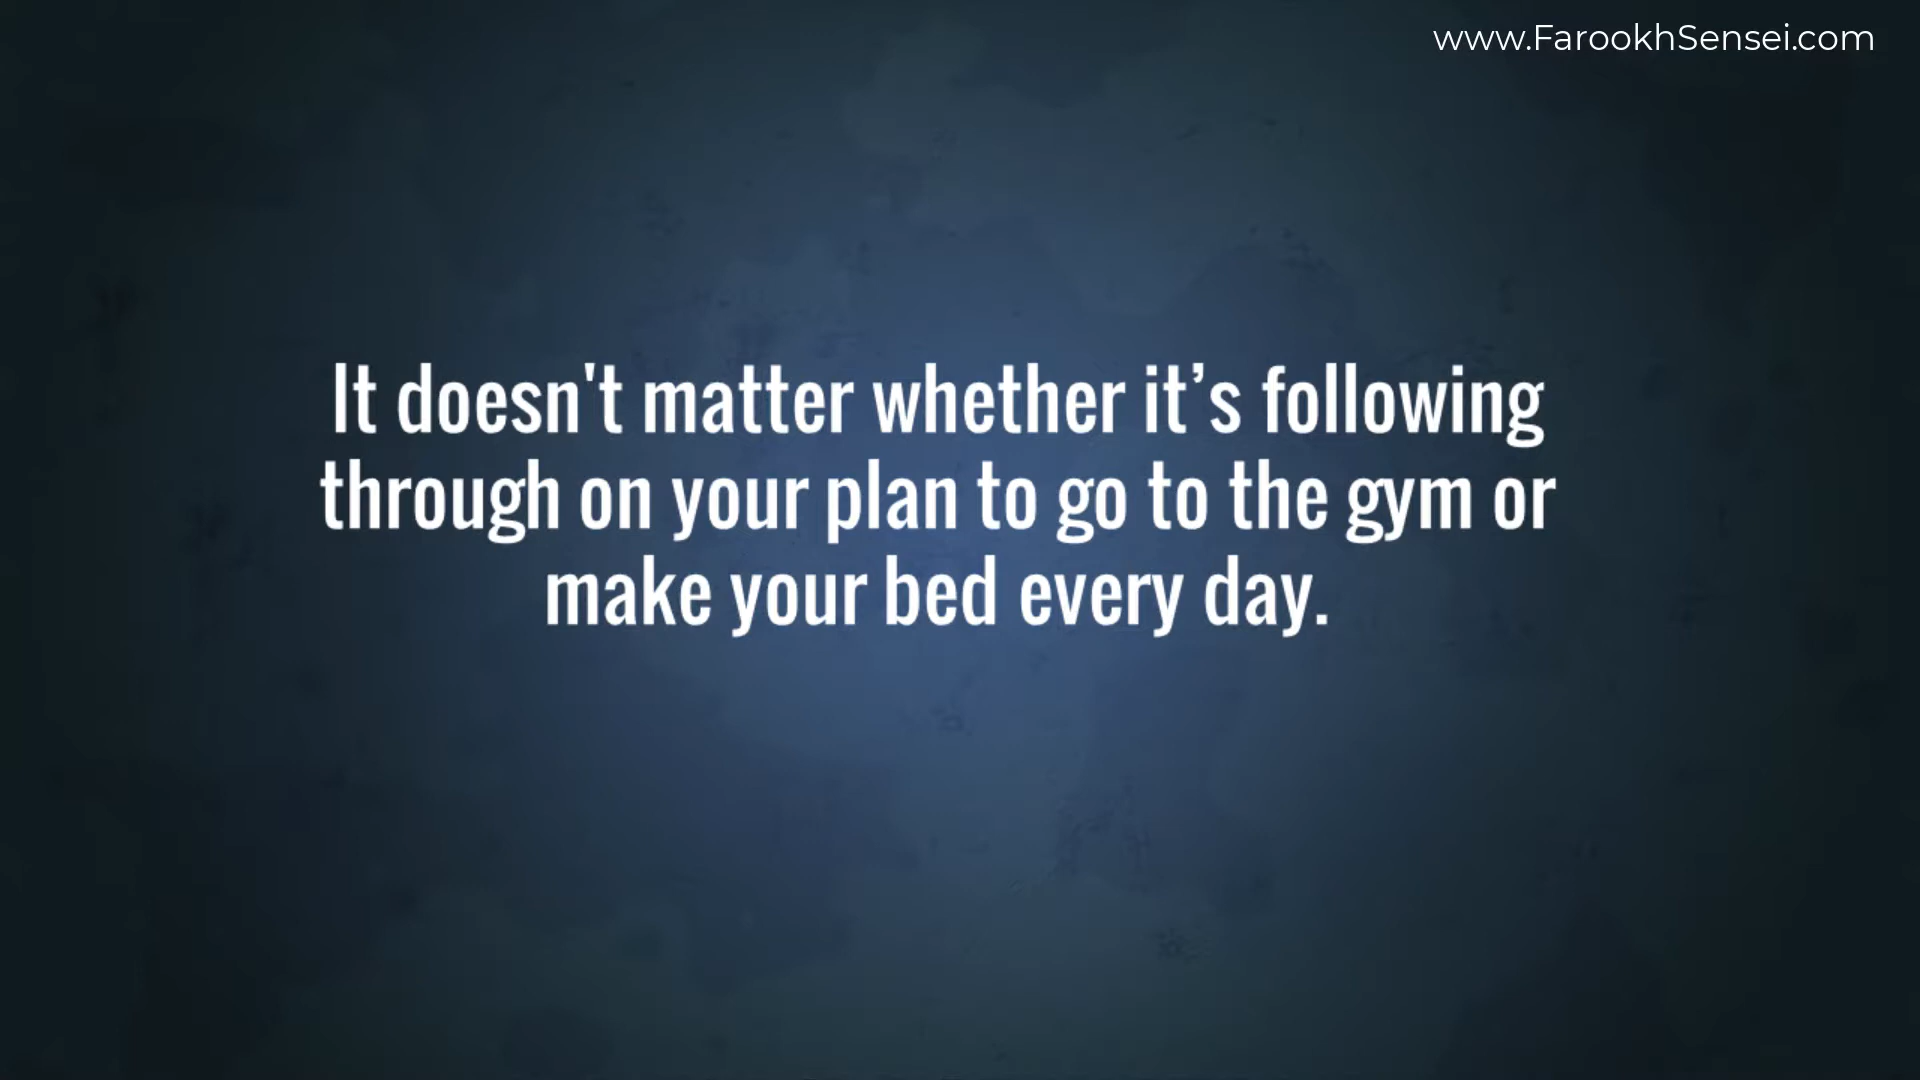 www.FarookhSensei.com
It doesn't matter whether it’s following
through on your plan to go to the gym or
make your bed every day.